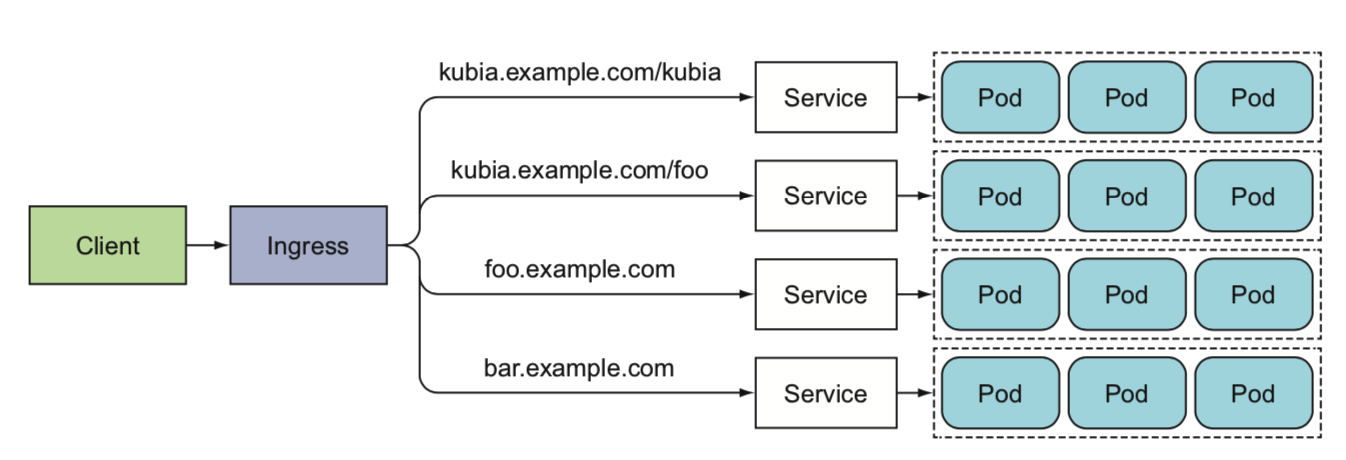 kubia.example.com/kubia
Service
Pod
Pod
Pod
kubia.example.com/foo
Service
Pod
Pod
Pod
Client
Ingress
foo.example.com
Service
Pod
Pod
Pod
bar.example.com
Service
Pod
Pod
Pod